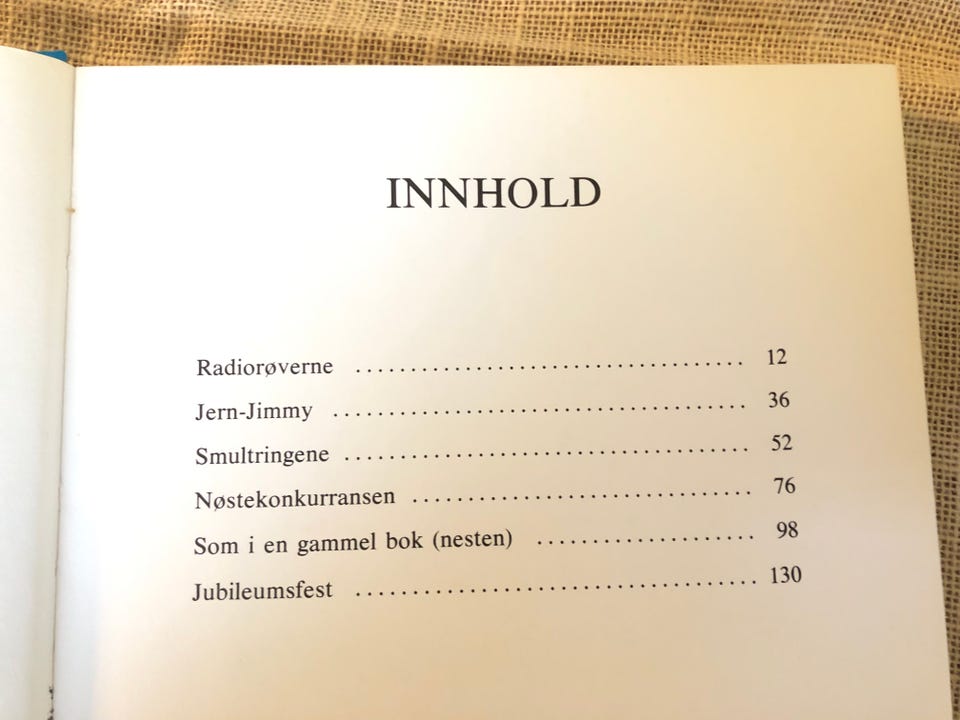 INNHOLD
Radiorøverne .................................... 12
Jern-Jimmy ...................................... 36
Smultringene ..................................... 52
Nøstekonkurransen ............................... 76
Som i en gammel bok (nesten) .................... 98
Jubileumsfest ..................................... 130